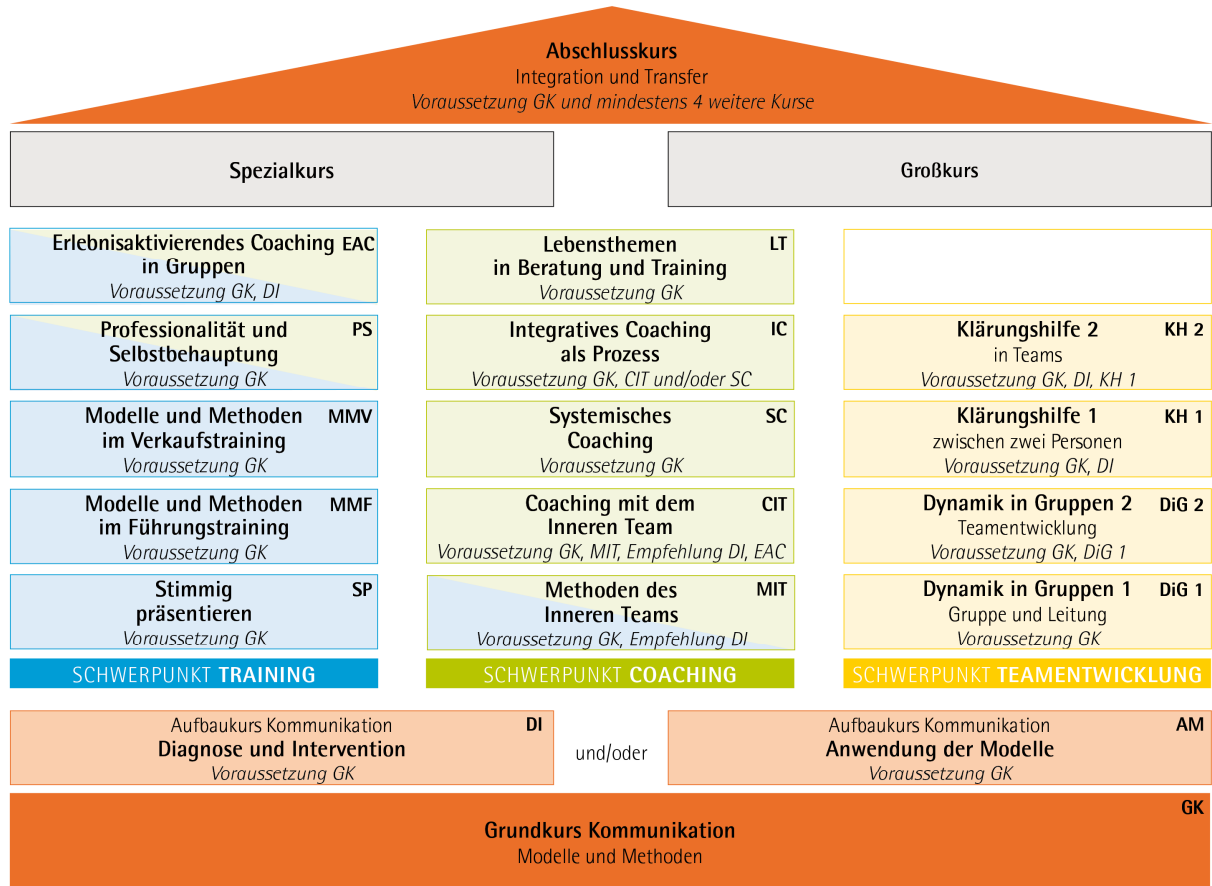 Abschlusskurs
Integration und Transfer
Voraussetzung GK und mindestens 4 weitere Kurse
Spezialkurs
Großkurs
Erlebnisaktivierendes Coaching EAC
in Gruppen
Voraussetzung GK, DI
Professionalität und PS
Selbstbehauptung
Voraussetzung GK
Modelle und Methoden MMV
im Verkaufstraining
Voraussetzung GK
Modelle und Methoden MMF
im Führungstraining
Voraussetzung GK
Stimmig SP
präsentieren
Voraussetzung GK
SCHWERPUNKT TRAINING
Lebensthemen LT
in Beratung und Training
Voraussetzung GK
Integratives Coaching IC
als Prozess
Voraussetzung GK, CIT und/oder SC
Systemisches SC
Coaching
Voraussetzung GK
Coaching mit dem CIT
Inneren Team
Voraussetzung GK, MIT, Empfehlung DI, EAC
Methoden des MIT
Inneren Teams
Voraussetzung GK, Empfehlung DI
SCHWERPUNKT COACHING
Klärungshilfe 2 KH 2
in Teams
Voraussetzung GK, DI, KH 1
Klärungshilfe 1 KH 1
zwischen zwei Personen
Voraussetzung GK, DI
Dynamik in Gruppen 2 DiG 2
Teamentwicklung
Voraussetzung GK, DiG 1
Dynamik in Gruppen 1 DiG 1
Gruppe und Leitung
Voraussetzung GK
SCHWERPUNKT TEAMENTWICKLUNG
Aufbaukurs Kommunikation DI
Diagnose und Intervention
Voraussetzung GK
und/oder
Aufbaukurs Kommunikation AM
Anwendung der Modelle
Voraussetzung GK
GK
Grundkurs Kommunikation
Modelle und Methoden